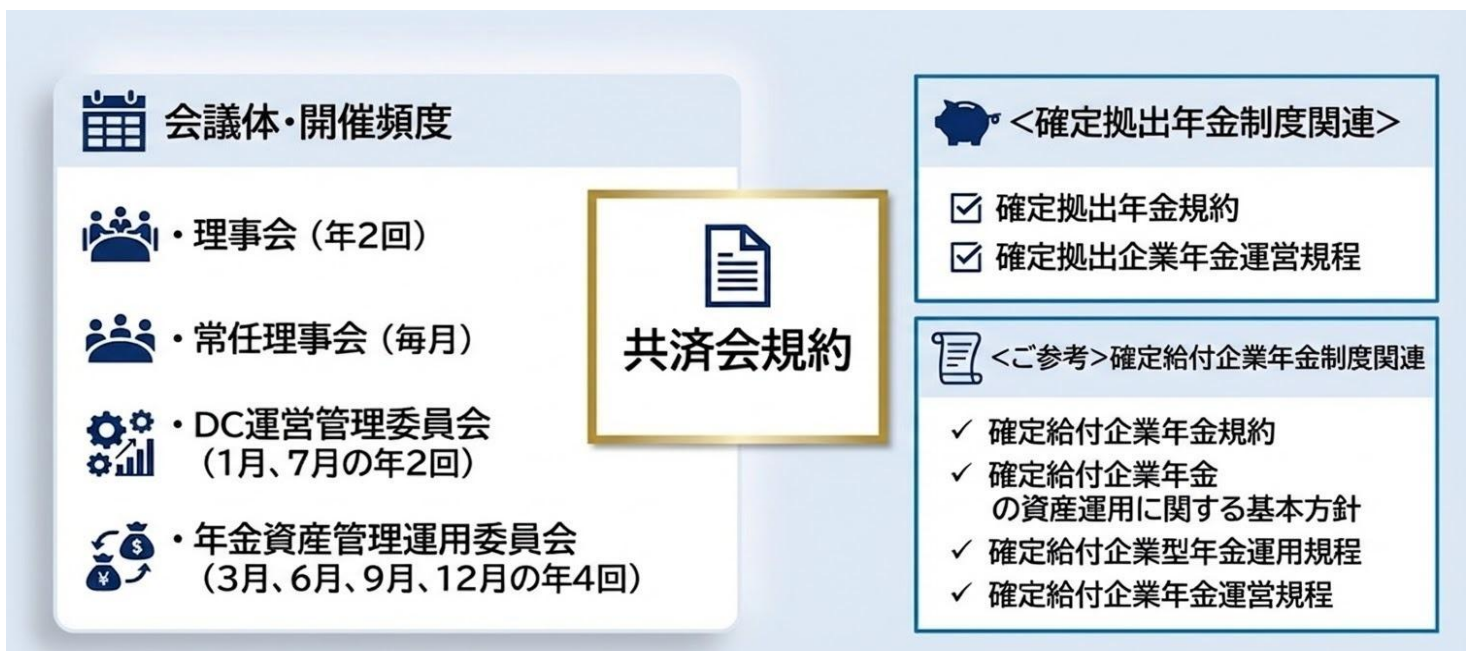 会議体・開催頻度
・理事会（年2回）
・常任理事会（毎月）
・DC運営管理委員会
（1月、7月の年2回）
・年金資産管理運用委員会
（3月、6月、9月、12月の年4回）
共済会規約
<確定拠出年金制度関連>
確定拠出年金規約
確定拠出企業年金運営規程
<ご参考>確定給付企業年金制度関連
✓ 確定給付企業年金規約
✓ 確定給付企業年金
の資産運用に関する基本方針
✓ 確定給付企業型年金運用規程
✓ 確定給付企業年金運営規程
$
¥